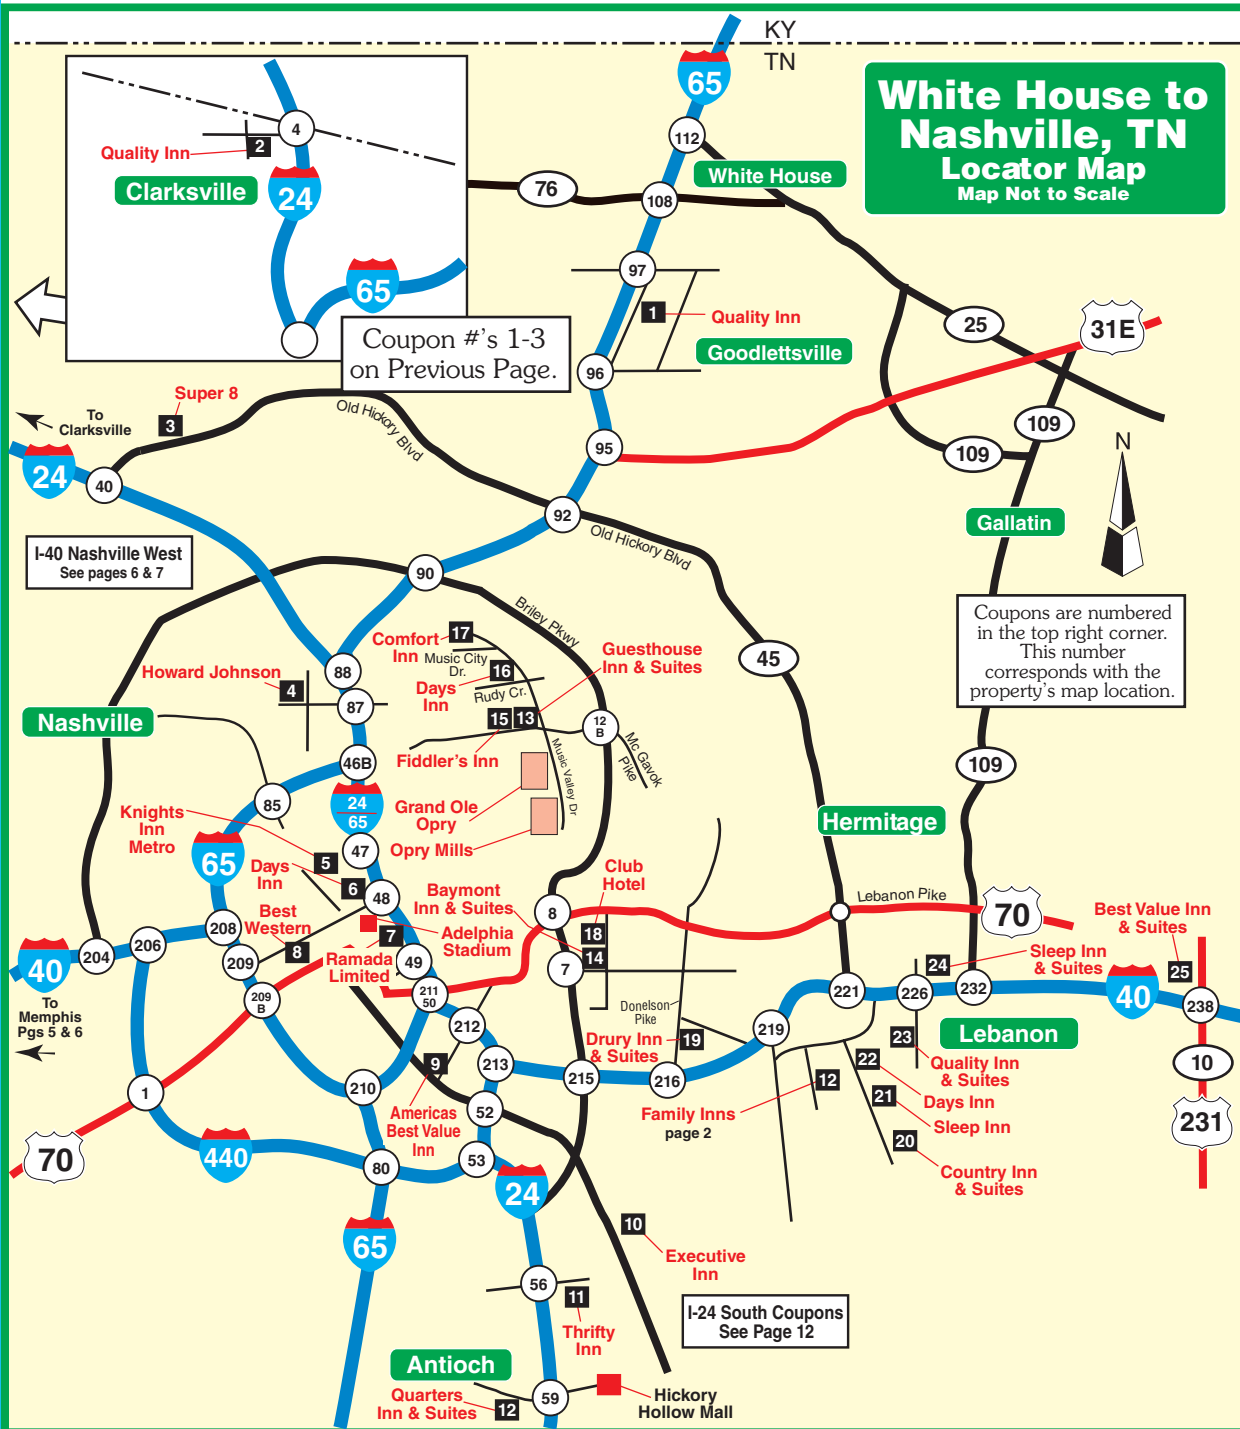 KY
TN
65
White House to
Nashville, TN
Locator Map
Map Not to Scale
112
4
2
Quality Inn
Clarksville
24
65
White House
76
108
97
1
Quality Inn
Goodlettsville
25
31E
Coupon #'s 1-3
on Previous Page.
96
Super 8
3
To
Clarksville
Old Hickory Blvd
109
109
95
N
24
40
92
Old Hickory Blvd
Gallatin
I-40 Nashville West
See pages 6 & 7
90
Briley Pkwy
Coupons are numbered
in the top right corner.
This number
corresponds with the
property's map location.
Comfort
Inn
17
Music City
Dr.
Guesthouse
Inn & Suites
45
88
Howard Johnson
4
Days
Inn
16
Rudy Cr.
87
15
13
12
B
Mc Gavok
Pike
Nashville
Fiddler's Inn
Music Valley Dr
46B
109
85
24
65
Grand Ole
Opry
Opry Mills
Knights
Inn
Metro
Hermitage
65
47
5
Days
Inn
6
48
Club
Hotel
Baymont
Inn & Suites
Lebanon Pike
70
Best
Western
8
208
8
18
Adelphia
Stadium
7
Ramada
Limited
Best Value Inn
& Suites
Sleep Inn
& Suites
24
25
206
204
40
209
49
7
14
209
B
211
50
221
226
232
40
238
To
Memphis
Pgs 5 & 6
Donelson
Pike
212
219
Lebanon
23
Quality Inn
& Suites
Drury Inn
& Suites
19
9
213
215
216
10
22
Days Inn
12
Family Inns
page 2
21
Sleep Inn
1
210
Americas
Best Value
Inn
52
231
20
Country Inn
& Suites
70
440
80
53
24
65
10
Executive
Inn
56
11
Thrifty
Inn
I-24 South Coupons
See Page 12
Antioch
Quarters
Inn & Suites
12
59
Hickory
Hollow Mall